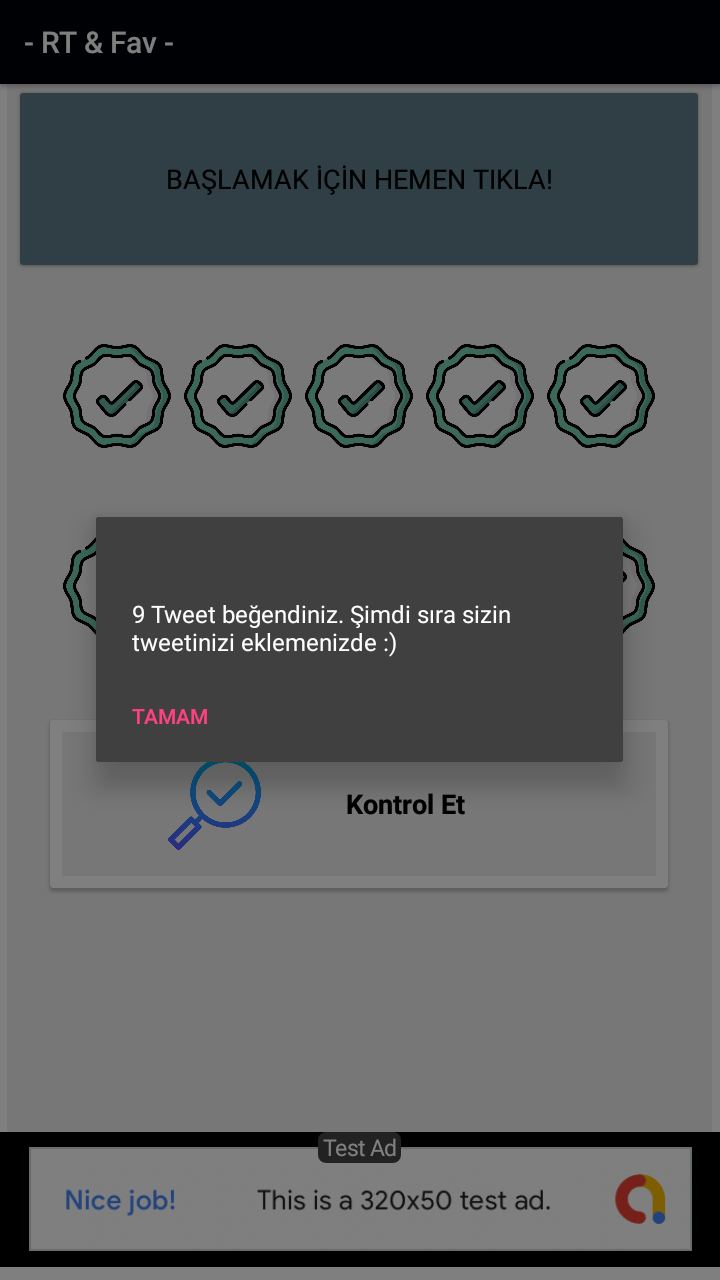 - RT & Fav -
BAŞLAMAK İÇİN HEMEN TIKLA!
9 Tweet beğendiniz. Şimdi sıra sizin
tweetinizi eklemenizde :)
TAMAM
Kontrol Et
Test Ad
Nice job!
This is a 320x50 test ad.